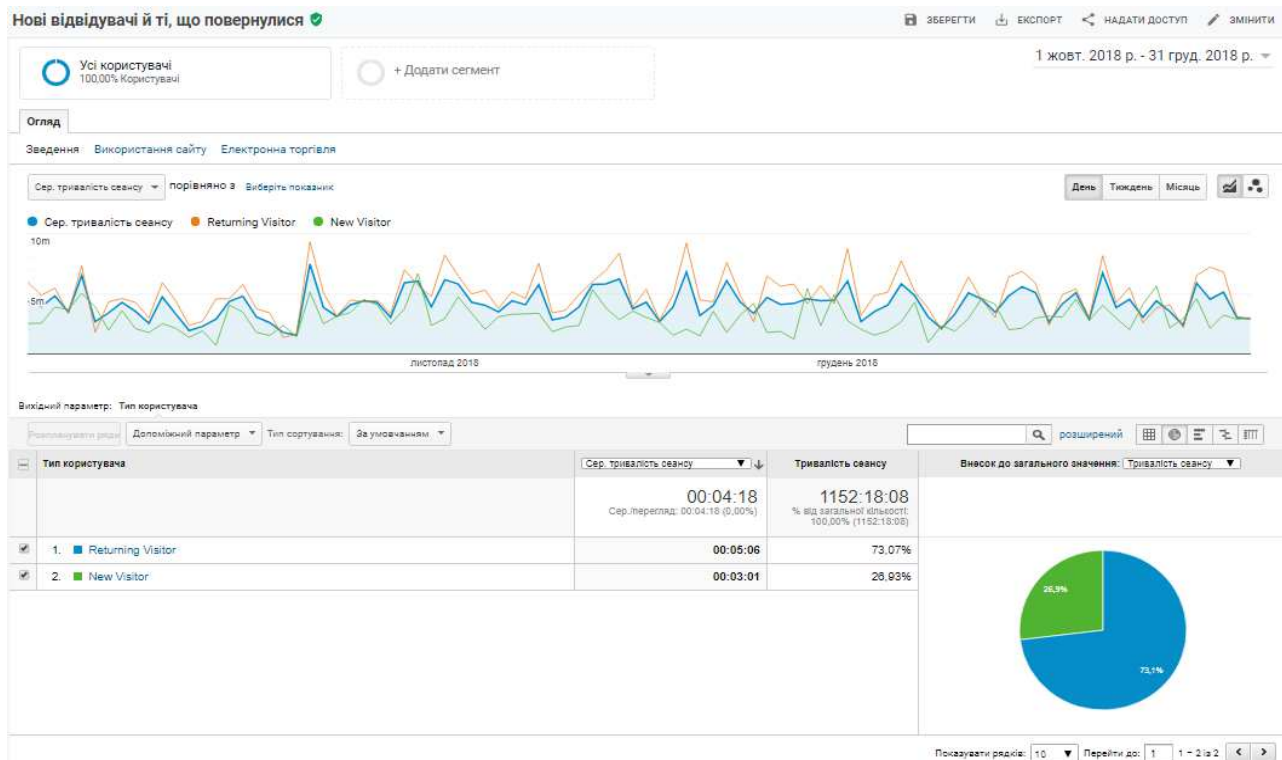 Нові відвідувачі й ті, що повернулися
ЗБЕРЕГТИ ЕКСПОРТ НАДАТИ ДОСТУП ЗМІНИТИ
Усі користувачі
100,00% Користувачі
+ Додати сегмент
1 жовт. 2018 р. - 31 груд. 2018 р.
Огляд
Зведення Використання сайту Електронна торгівля
Сер. тривалість сеансу порівняно з Виберіть показник
День Тиждень Місяць
Сер. тривалість сеансу Returning Visitor New Visitor
10m
5m
листопад 2018 грудень 2018
Вихідний параметр: Тип користувача
Допоміжний параметр Тип сортування: За умовчанням
розширений
Тип користувача Сер. тривалість сеансу Тривалість сеансу Внесок до загального значення: Тривалість сеансу
00:04:18 1152:18:08
Сер./перегляд: 00:04:18 (0,00%)
% від загальної кількості:
100,00% (1152:18:08)
1. Returning Visitor 00:05:06 73,07%
2. New Visitor 00:03:01 26,93%
26,9%
73,1%
Показувати рядків: 10 Перейти до: 1 1 – 2 із 2